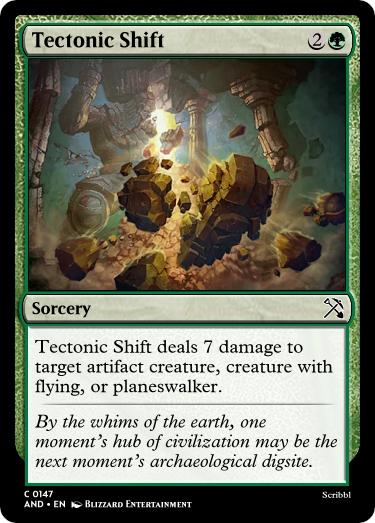 Tectonic Shift 2
Sorcery
Tectonic Shift deals 7 damage to
target artifact creature, creature with
flying, or planeswalker.
By the whims of the earth, one
moment's hub of civilization may be the
next moment's archaeological digsite.
C 0147 Scribbl
AND • EN Blizzard Entertainment